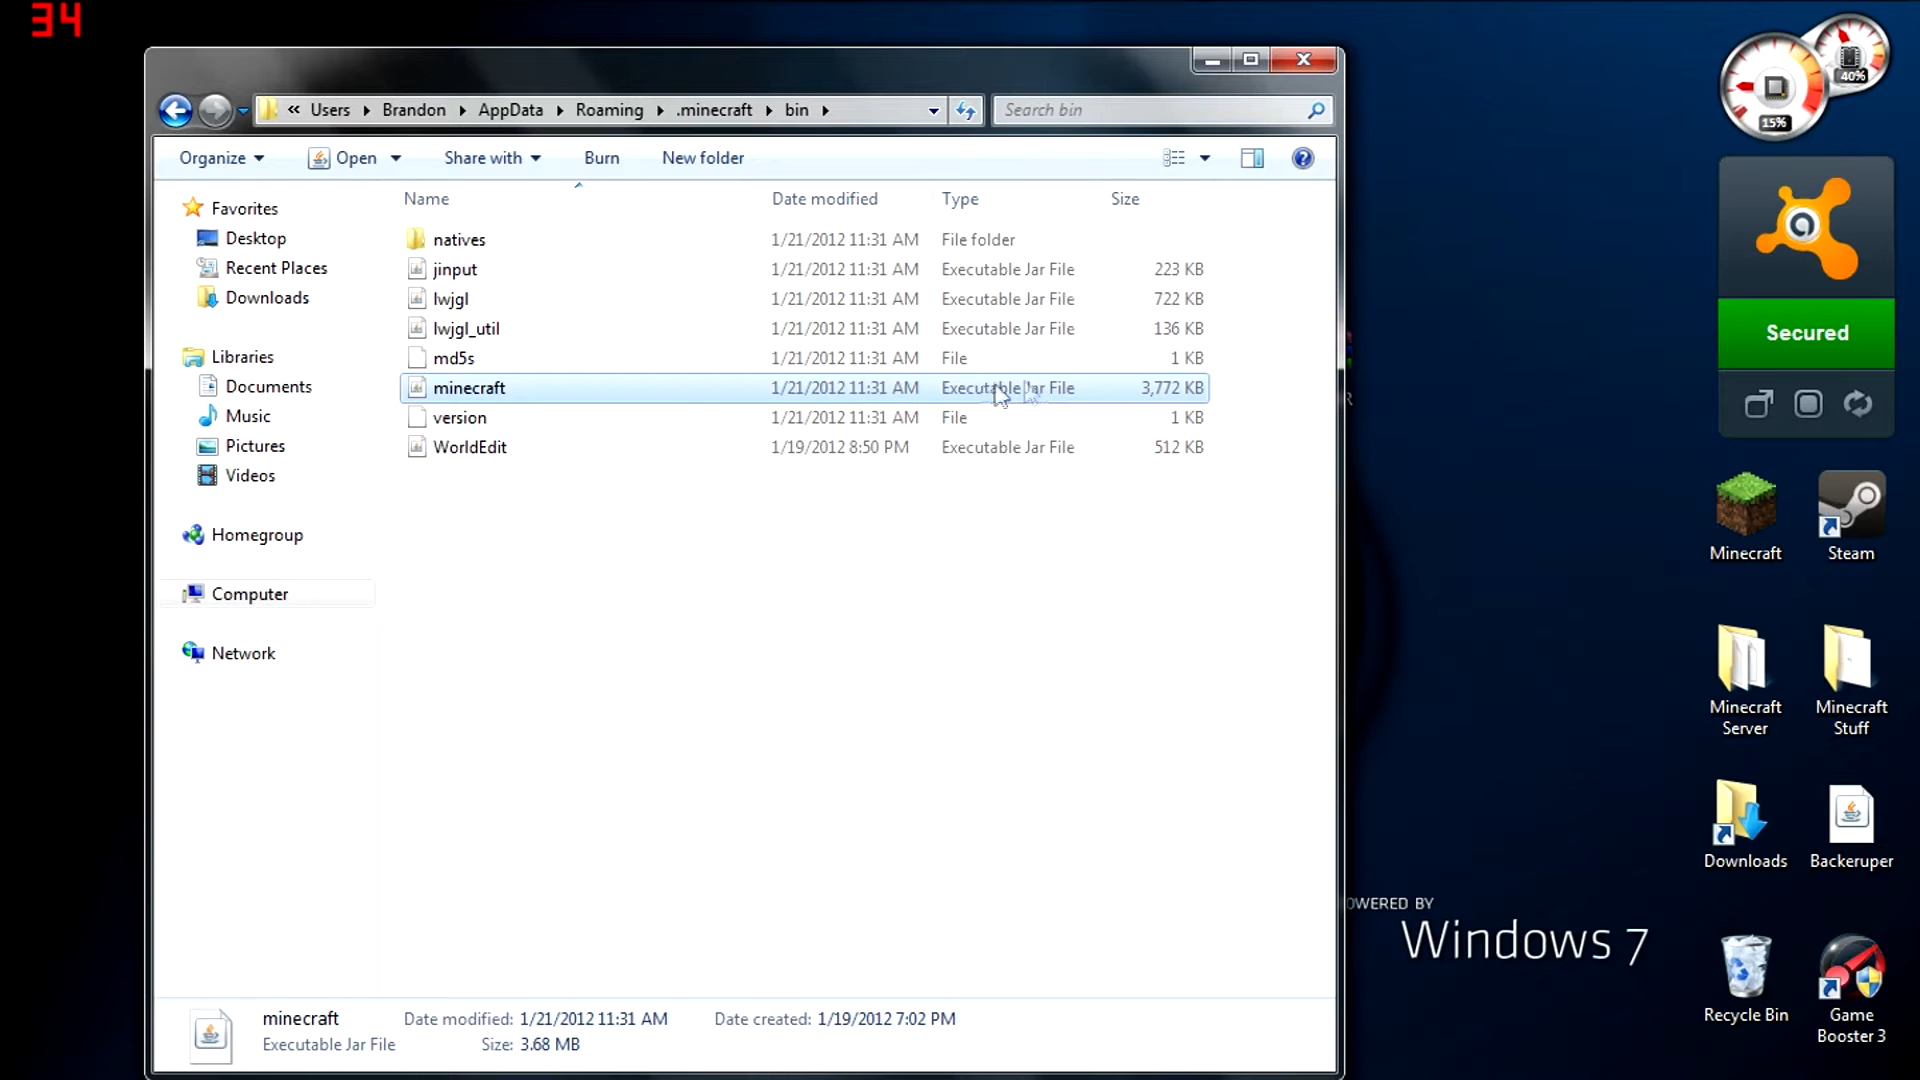 34
« Users Brandon AppData Roaming .minecraft bin
Search bin
Organize Open Share with Burn New folder
Name Date modified Type Size
Favorites
Desktop
Recent Places
Downloads
Libraries
Documents
Music
Pictures
Videos
Homegroup
Computer
Network
natives 1/21/2012 11:31 AM File folder
jinput 1/21/2012 11:31 AM Executable Jar File 223 KB
lwjgl 1/21/2012 11:31 AM Executable Jar File 722 KB
lwjgl_util 1/21/2012 11:31 AM Executable Jar File 136 KB
md5s 1/21/2012 11:31 AM File 1 KB
minecraft 1/21/2012 11:31 AM Executable Jar File 3,772 KB
version 1/21/2012 11:31 AM File 1 KB
WorldEdit 1/19/2012 8:50 PM Executable Jar File 512 KB
minecraft Date modified: 1/21/2012 11:31 AM Date created: 1/19/2012 7:02 PM
Executable Jar File Size: 3.68 MB
40%
15%
Secured
Minecraft Steam
Minecraft Server
Minecraft Stuff
Downloads Backeruper
OWERED BY
Windows 7
Recycle Bin
Game Booster 3